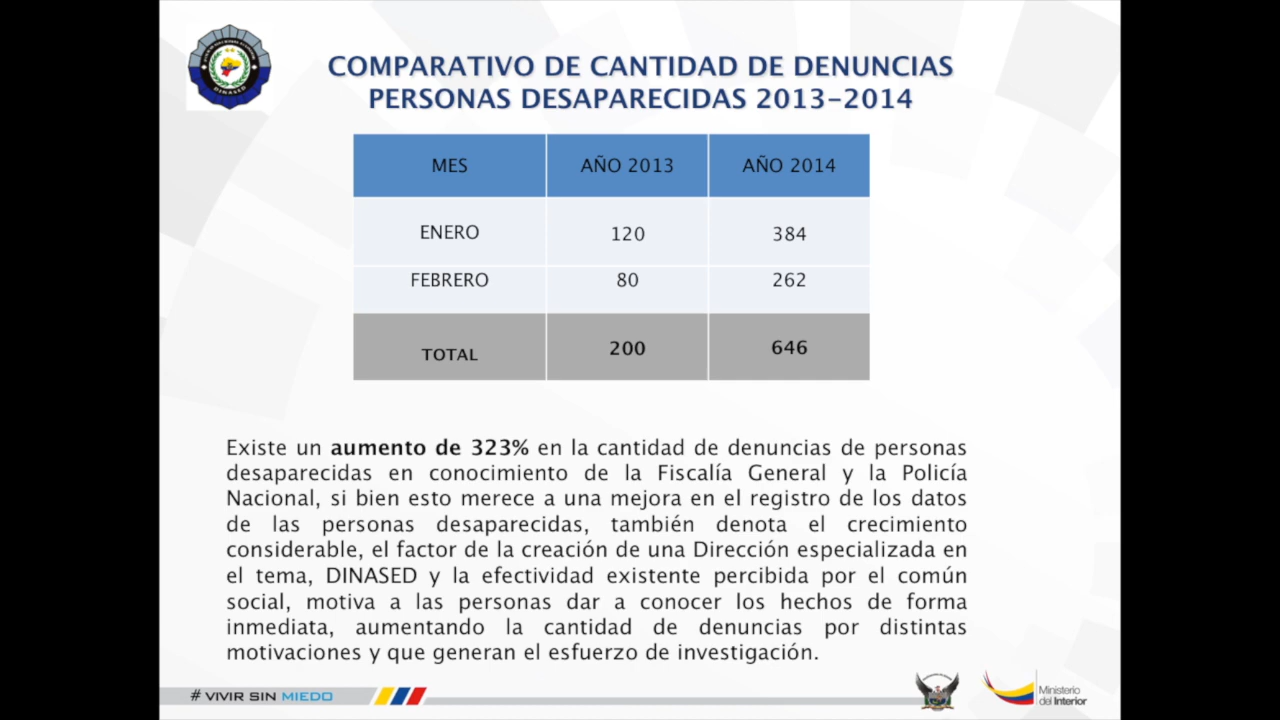 COMPARATIVO DE CANTIDAD DE DENUNCIAS
PERSONAS DESAPARECIDAS 2013-2014
MES AÑO 2013 AÑO 2014
ENERO 120 384
FEBRERO 80 262
TOTAL 200 646
Existe un aumento de 323% en la cantidad de denuncias de personas
desaparecidas en conocimiento de la Fiscalía General y la Policía
Nacional, si bien esto merece a una mejora en el registro de los datos
de las personas desaparecidas, también denota el crecimiento
considerable, el factor de la creación de una Dirección especializada en
el tema, DINASED y la efectividad existente percibida por el común
social, motiva a las personas dar a conocer los hechos de forma
inmediata, aumentando la cantidad de denuncias por distintas
motivaciones y que generan el esfuerzo de investigación.
# VIVIR SIN MIEDO
Ministerio
del Interior
DINASED